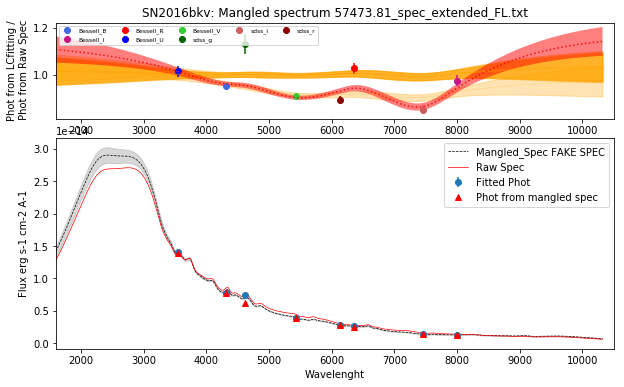 SN2016bkv: Mangled spectrum 57473.81_spec_extended_FL.txt
Phot from LCfitting /
Phot from Raw Spec
1.2
1.0
Bessell_B Bessell_R Bessell_V sdss_i sdss_r
Bessell_I Bessell_U sdss_g
2000 3000 4000 5000 6000 7000 8000 9000 10000
Flux erg s-1 cm-2 A-1
3.0
2.5
2.0
1.5
1.0
0.5
0.0
Mangled_Spec FAKE SPEC
Raw Spec
Fitted Phot
Phot from mangled spec
2000 3000 4000 5000 6000 7000 8000 9000 10000
Wavelenght